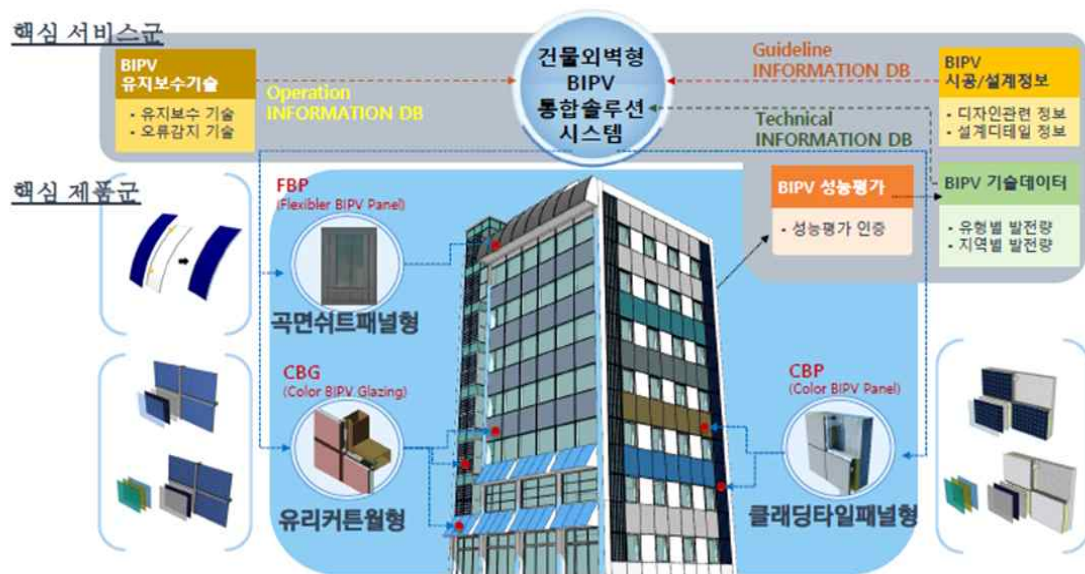 핵심 서비스군
BIPV
유지보수기술
• 유지보수 기술
• 오류감지 기술
Operation
INFORMATION DB
건물외벽형
BIPV
통합솔루션
시스템
Guideline
INFORMATION DB
Technical
INFORMATION DB
BIPV
시공/설계정보
• 디자인관련 정보
• 설계디테일 정보
BIPV 성능평가
• 성능평가 인증
BIPV 기술데이터
• 유형별 발전량
• 지역별 발전량
핵심 제품군
FBP
(Flexibler BIPV Panel)
곡면쉬트패널형
CBG
(Color BIPV Glazing)
유리커튼월형
CBP
(Color BIPV Panel)
클래딩타일패널형